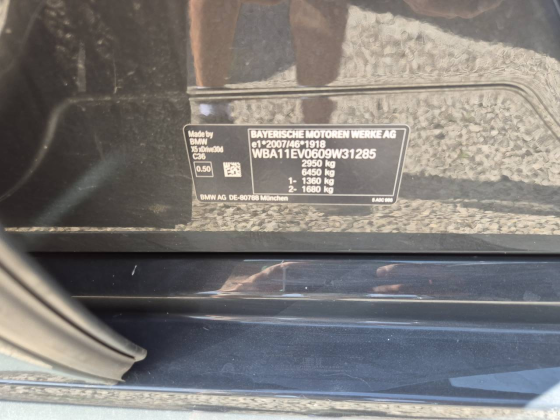 Made by
BMW
X5 xDrive30d
C36
0.50
BAYERISCHE MOTOREN WERKE AG
e1*2007/46*1918
WBA11EV0609W31285
2950 kg
6450 kg
1- 1360 kg
2- 1680 kg
BMW AG DE-80788 München